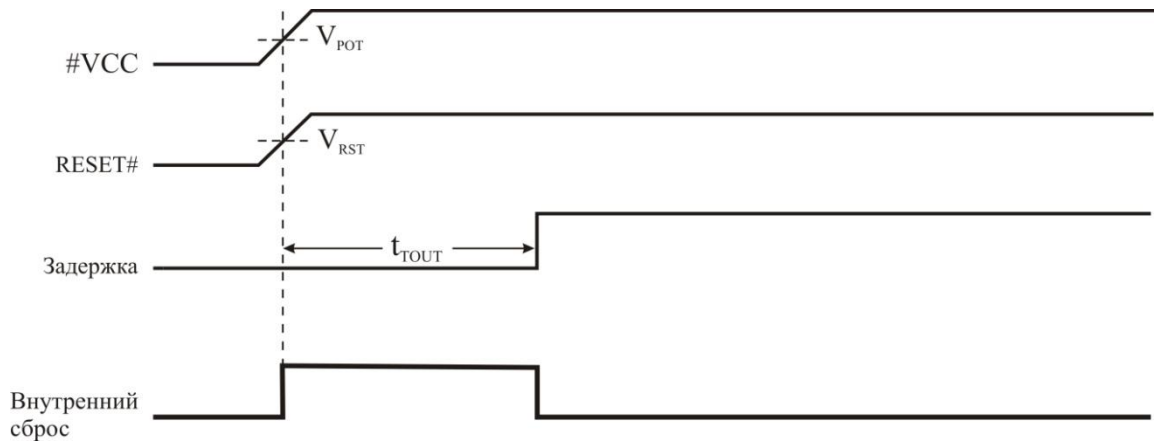 #VCC
V_POT
RESET#
V_RST
Задержка
t_TOUT
Внутренний
сброс